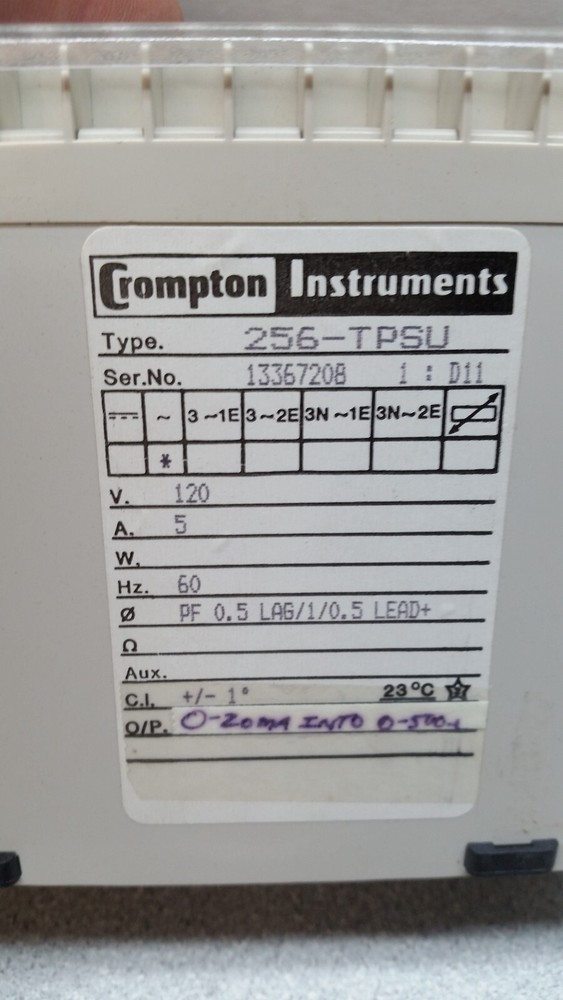 Crompton Instruments
Type. 256-TPSU
Ser.No. 13367208 1 : D11
~ 3~1E 3~2E 3N~1E 3N~2E
*
V. 120
A. 5
W.
Hz. 60
Ø PF 0.5 LAG/1/0.5 LEAD+
Ω
Aux.
C.I. +/- 1° 23°C
O/P. 0-20MA INTO 0-500Ω